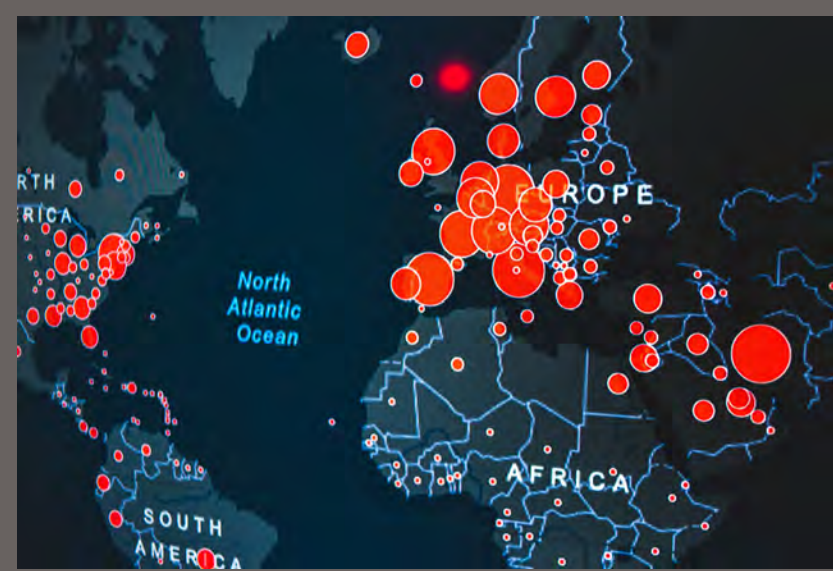 RTH
RICA
EUROPE
North
Atlantic
Ocean
AFRICA
SOUTH
AMERICA